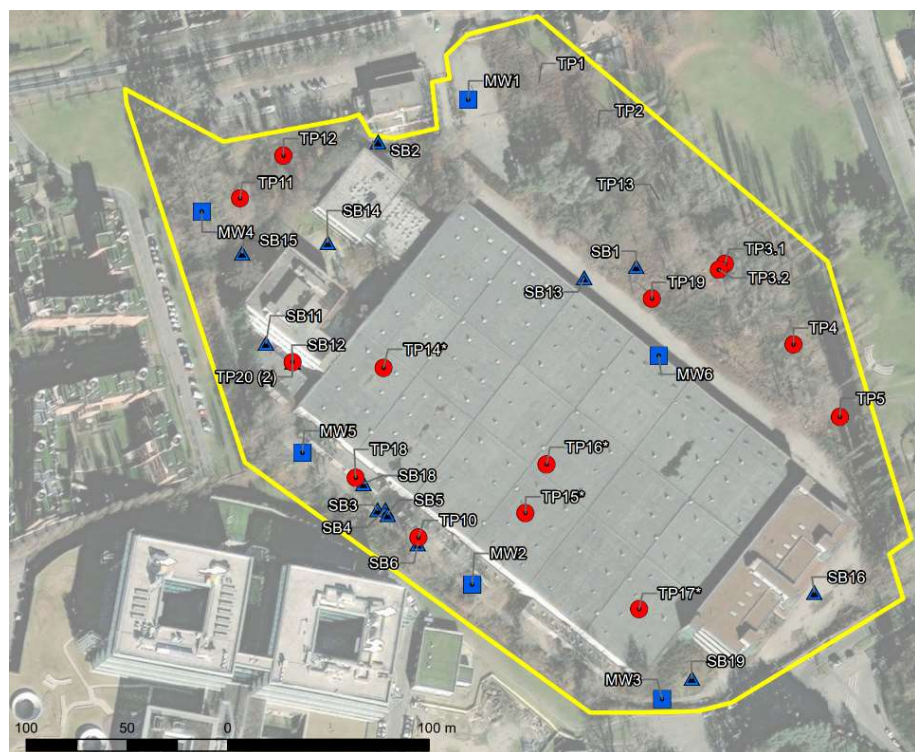 TP1
MW1
TP2
TP12
SB2
TP13
TP11
SB14
MW4
SB15
SB1
TP3.1
TP3.2
SB13
TP19
SB11
SB12
TP4
TP14*
TP20 (2)
MW6
TP5
MW5
TP18
TP16*
SB18
TP15*
SB3
SB5
SB4
TP10
SB6
MW2
SB16
TP17*
SB19
MW3
100 50 0 100 m